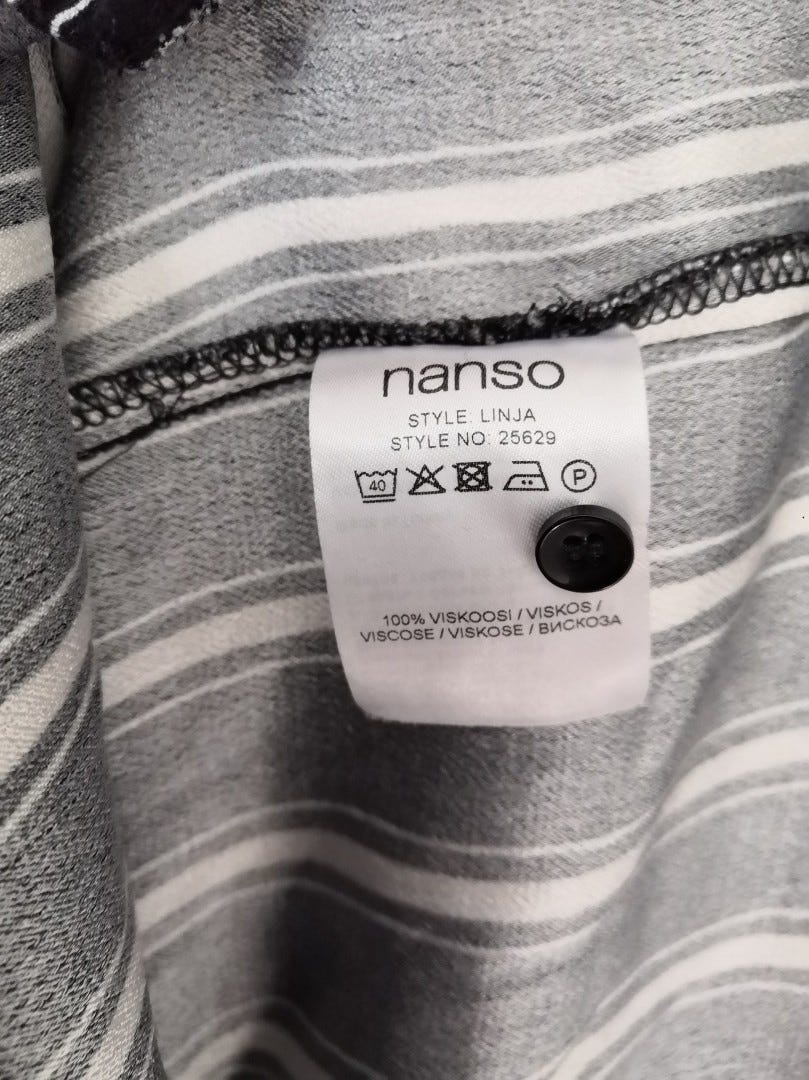 nanso
STYLE: LINJA
STYLE NO: 25629
40 P
100% VISKOOSI / VISKOS /
VISCOSE / VISKOSE / ВИСКОЗА